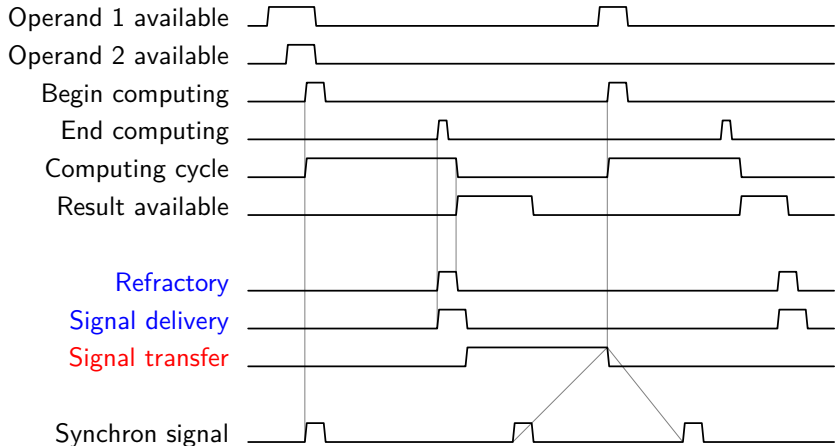 Operand 1 available
Operand 2 available
Begin computing
End computing
Computing cycle
Result available
Refractory
Signal delivery
Signal transfer
Synchron signal